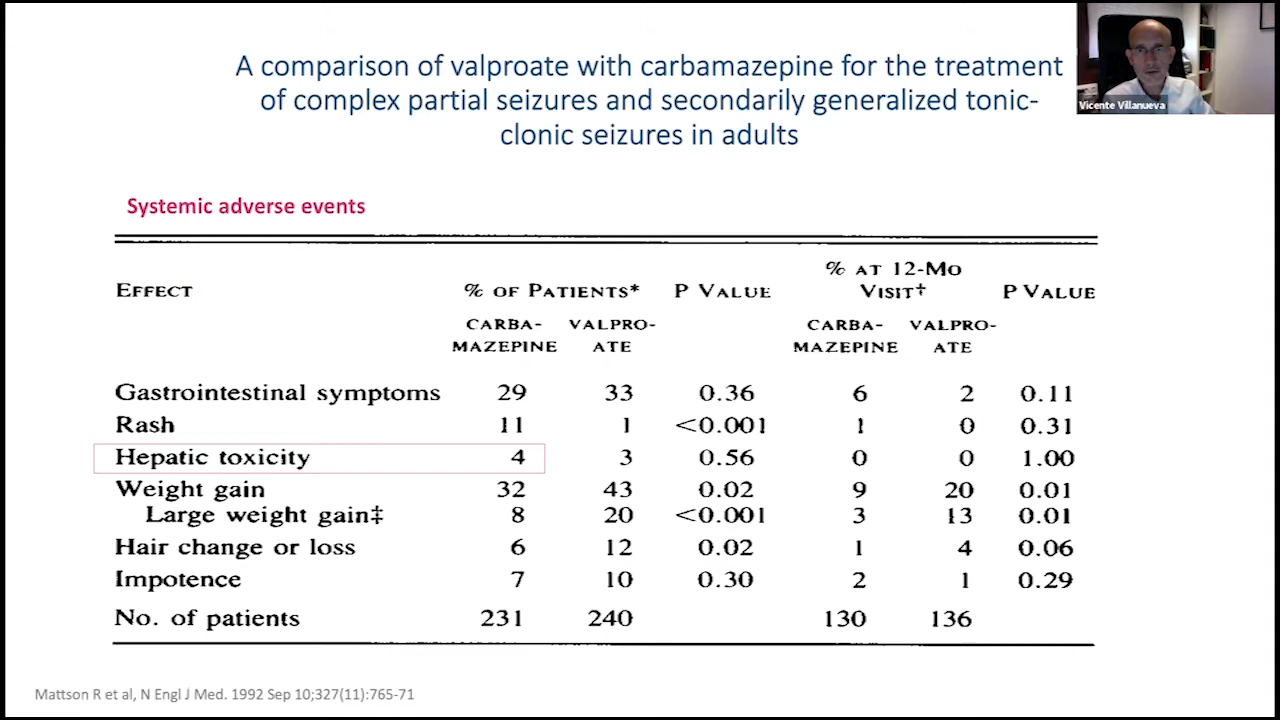 A comparison of valproate with carbamazepine for the treatment
of complex partial seizures and secondarily generalized tonic-
clonic seizures in adults
Vicente Villanueva
Systemic adverse events
% AT 12-MO
EFFECT % OF PATIENTS* P VALUE VISIT† P VALUE
CARBA- VALPRO- CARBA- VALPRO-
MAZEPINE ATE MAZEPINE ATE
Gastrointestinal symptoms 29 33 0.36 6 2 0.11
Rash 11 1 <0.001 1 0 0.31
Hepatic toxicity 4 3 0.56 0 0 1.00
Weight gain 32 43 0.02 9 20 0.01
Large weight gain‡ 8 20 <0.001 3 13 0.01
Hair change or loss 6 12 0.02 1 4 0.06
Impotence 7 10 0.30 2 1 0.29
No. of patients 231 240 130 136
Mattson R et al, N Engl J Med. 1992 Sep 10;327(11):765-71